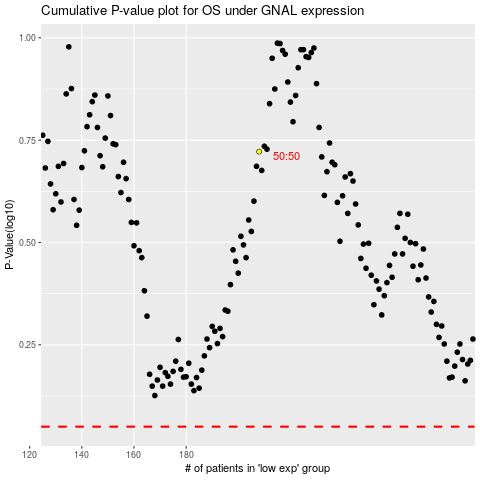 Cumulative P-value plot for OS under GNAL expression
P-Value(log10)
1.00
0.75
0.50
0.25
50:50
120 140 160 180
# of patients in 'low exp' group